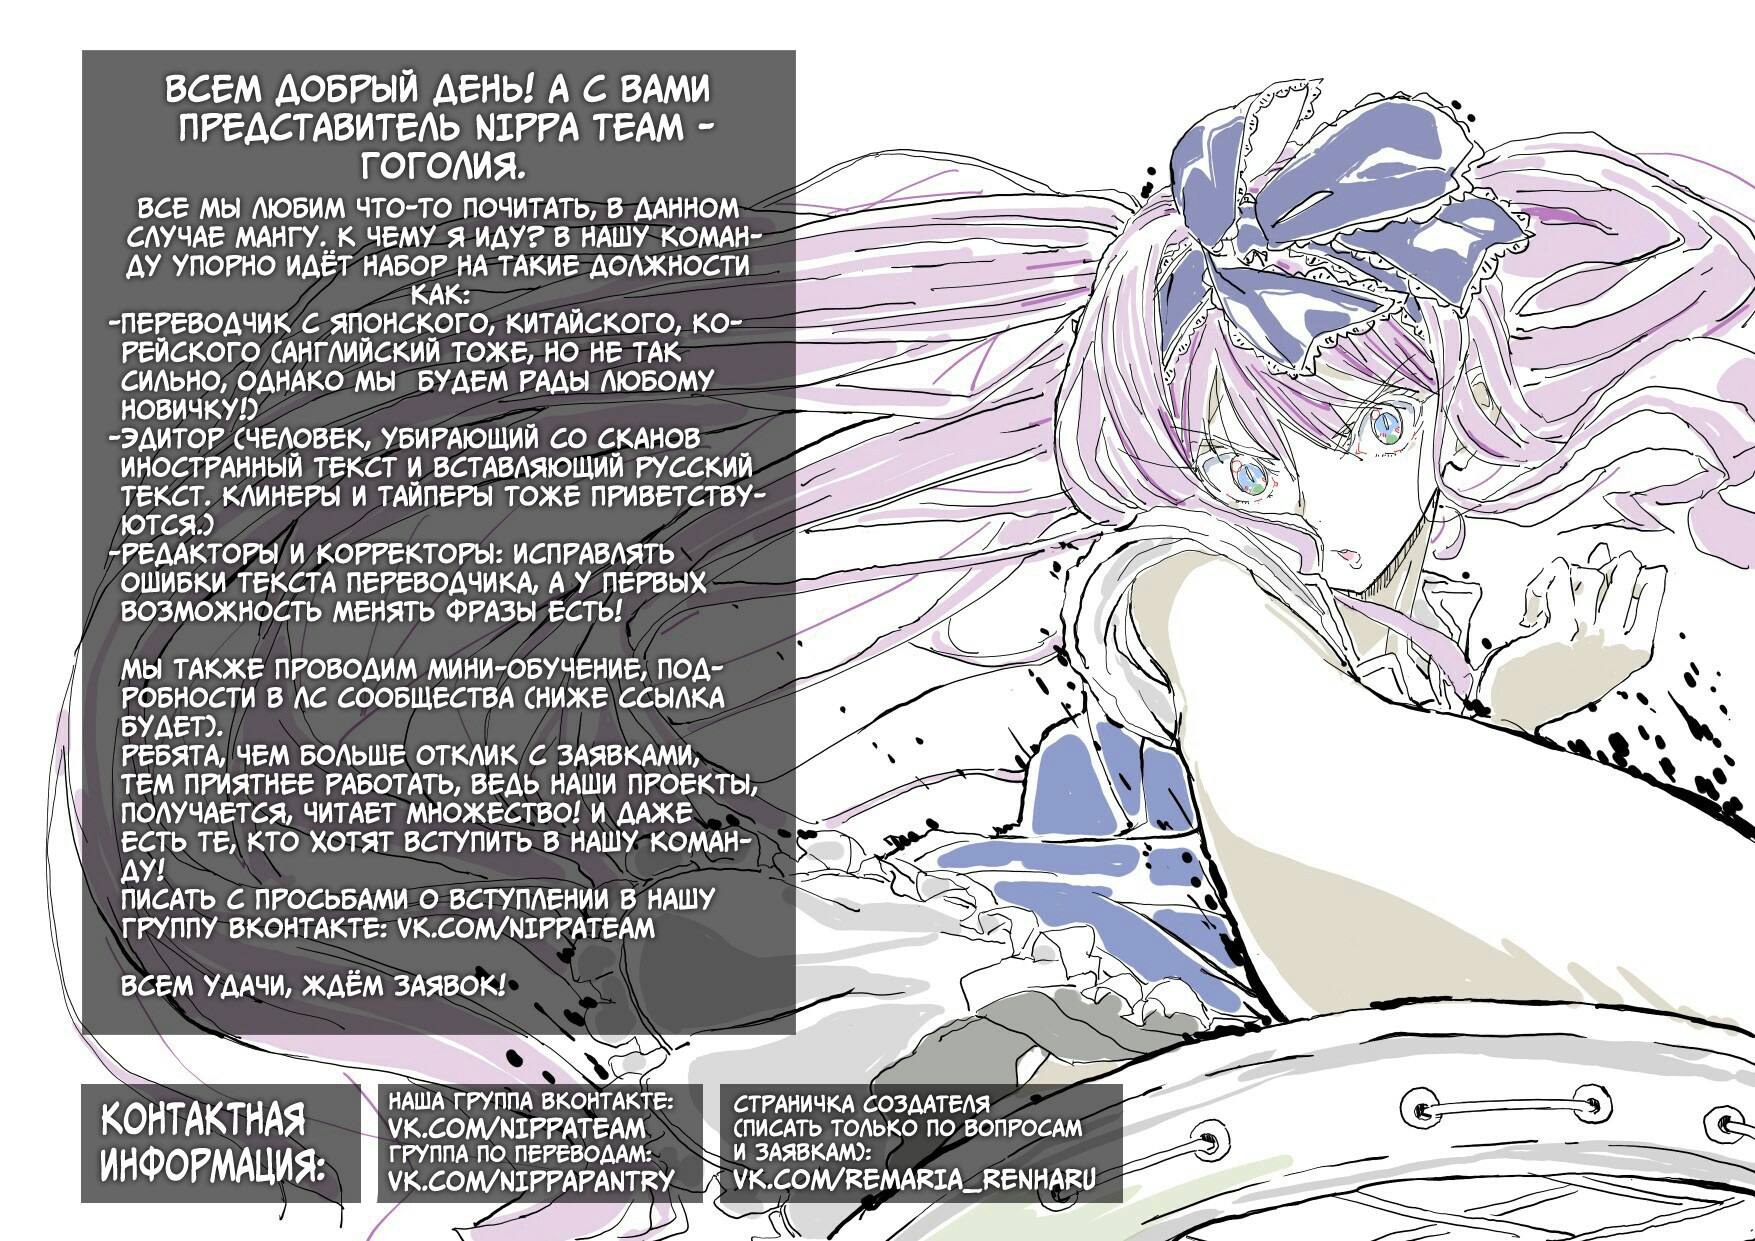 ВСЕМ ДОБРЫЙ ДЕНЬ! А С ВАМИ
ПРЕДСТАВИТЕЛЬ NIPPA TEAM -
ГОГОЛИЯ.
ВСЕ МЫ ЛЮБИМ ЧТО-ТО ПОЧИТАТЬ, В ДАННОМ
СЛУЧАЕ МАНГУ. К ЧЕМУ Я ИДУ? В НАШУ КОМАН-
ДУ УПОРНО ИДЁТ НАБОР НА ТАКИЕ ДОЛЖНОСТИ
КАК:
-ПЕРЕВОДЧИК С ЯПОНСКОГО, КИТАЙСКОГО, КО-
РЕЙСКОГО (АНГЛИЙСКИЙ ТОЖЕ, НО НЕ ТАК
СИЛЬНО, ОДНАКО МЫ БУДЕМ РАДЫ ЛЮБОМУ
НОВИЧКУ!)
-ЭДИТОР (ЧЕЛОВЕК, УБИРАЮЩИЙ СО СКАНОВ
ИНОСТРАННЫЙ ТЕКСТ И ВСТАВЛЯЮЩИЙ РУССКИЙ
ТЕКСТ. КЛИНЕРЫ И ТАЙПЕРЫ ТОЖЕ ПРИВЕТСТВУ-
ЮТСЯ.)
-РЕДАКТОРЫ И КОРРЕКТОРЫ: ИСПРАВЛЯТЬ
ОШИБКИ ТЕКСТА ПЕРЕВОДЧИКА, А У ПЕРВЫХ
ВОЗМОЖНОСТЬ МЕНЯТЬ ФРАЗЫ ЕСТЬ!
МЫ ТАКЖЕ ПРОВОДИМ МИНИ-ОБУЧЕНИЕ, ПОД-
РОБНОСТИ В ЛС СООБЩЕСТВА (НИЖЕ ССЫЛКА
БУДЕТ).
РЕБЯТА, ЧЕМ БОЛЬШЕ ОТКЛИК С ЗАЯВКАМИ,
ТЕМ ПРИЯТНЕЕ РАБОТАТЬ, ВЕДЬ НАШИ ПРОЕКТЫ,
ПОЛУЧАЕТСЯ, ЧИТАЕТ МНОЖЕСТВО! И ДАЖЕ
ЕСТЬ ТЕ, КТО ХОТЯТ ВСТУПИТЬ В НАШУ КОМАН-
ДУ!
ПИСАТЬ С ПРОСЬБАМИ О ВСТУПЛЕНИИ В НАШУ
ГРУППУ ВКОНТАКТЕ: VK.COM/NIPPATEAM
ВСЕМ УДАЧИ, ЖДЁМ ЗАЯВОК!
КОНТАКТНАЯ
ИНФОРМАЦИЯ:
НАША ГРУППА ВКОНТАКТЕ:
VK.COM/NIPPATEAM
ГРУППА ПО ПЕРЕВОДАМ:
VK.COM/NIPPAPANTRY
СТРАНИЧКА СОЗДАТЕЛЯ
(ПИСАТЬ ТОЛЬКО ПО ВОПРОСАМ
И ЗАЯВКАМ):
VK.COM/REMARIA_RENHARU